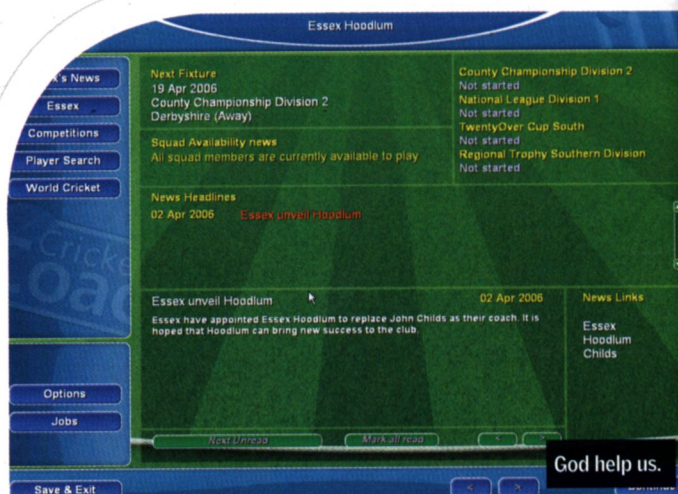 Essex Hoodlum
x's News
Essex
Competitions
Player Search
World Cricket
Next Fixture
19 Apr 2006
County Championship Division 2
Derbyshire (Away)
Squad Availability news
All squad members are currently available to play
County Championship Division 2
Not started
National League Division 1
Not started
TwentyOver Cup South
Not started
Regional Trophy Southern Division
Not started
News Headlines
02 Apr 2006 Essex unveil Hoodlum
Essex unveil Hoodlum 02 Apr 2006
Essex have appointed Essex Hoodlum to replace John Childs as their coach. It is
hoped that Hoodlum can bring new success to the club.
News Links
Essex
Hoodlum
Childs
Cricke
Coac
Options
Jobs
Next Unread
Mark all read
<
>
Save & Exit
<
>
Continue
God help us.